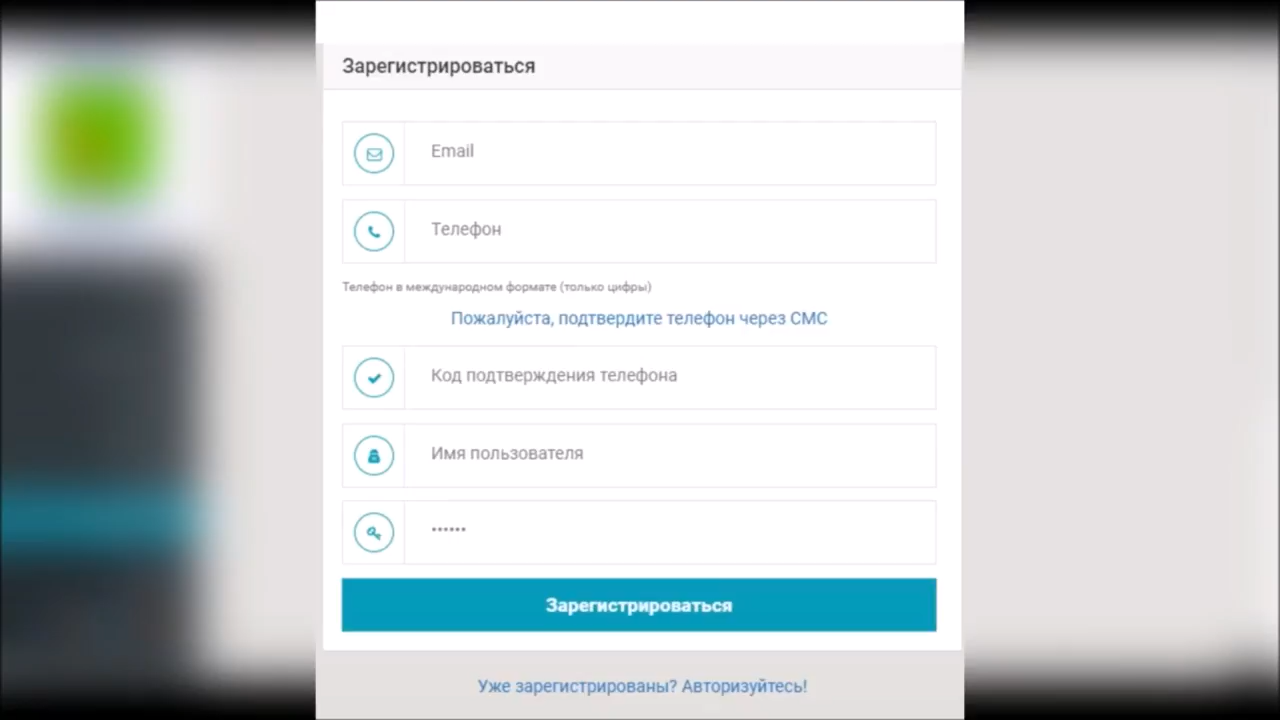 Зарегистрироваться
Email
Телефон
Телефон в международном формате (только цифры)
Пожалуйста, подтвердите телефон через СМС
Код подтверждения телефона
Имя пользователя
••••••
Зарегистрироваться
Уже зарегистрированы? Авторизуйтесь!